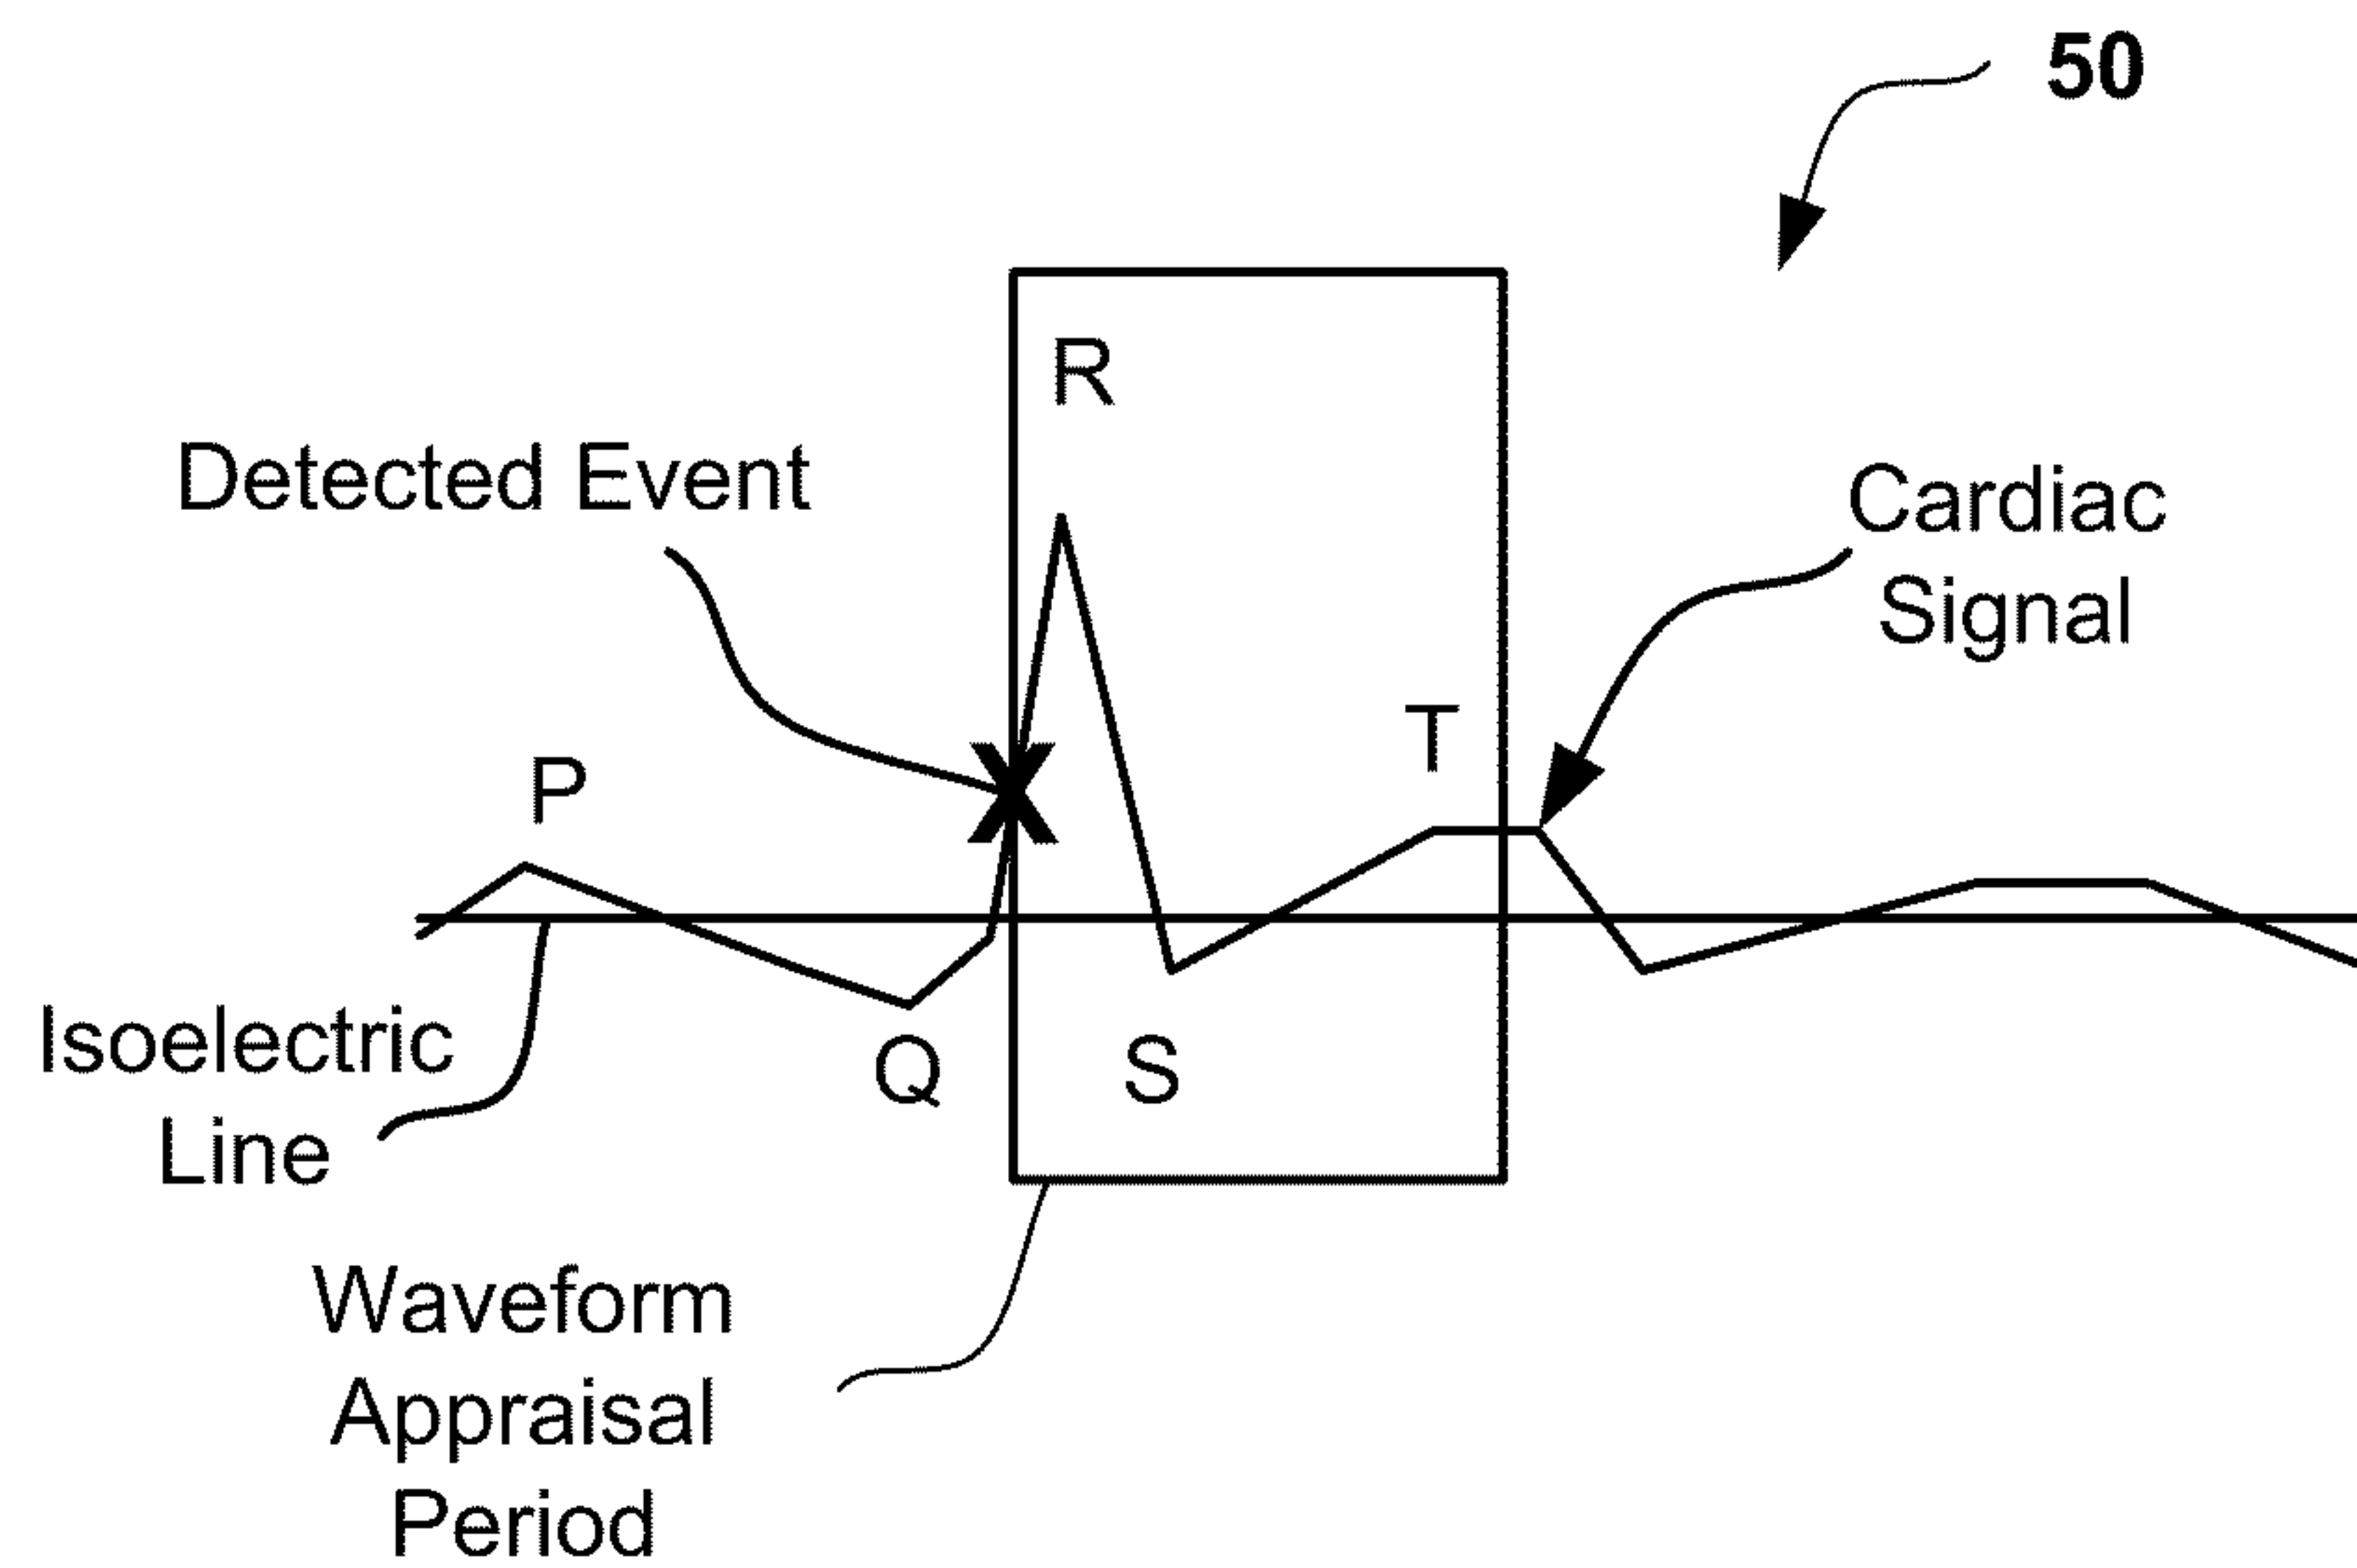 50
R
Detected Event
Cardiac
Signal
T
P
X
Isoelectric
Line
Q
S
Waveform
Appraisal
Period